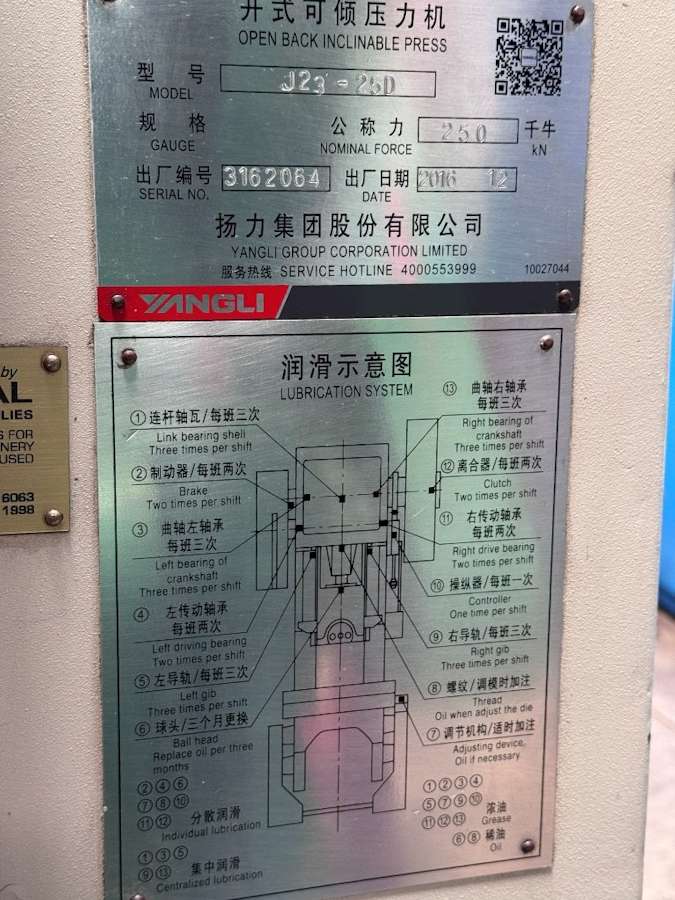 开式可倾压力机
OPEN BACK INCLINABLE PRESS
型 号 J23-25D
MODEL
规 格 公称力 250 千牛
GAUGE NOMINAL FORCE kN
出厂编号 3162064 出厂日期 2016 12
SERIAL NO. DATE
扬力集团股份有限公司
YANGLI GROUP CORPORATION LIMITED
服务热线 SERVICE HOTLINE 4000553999 10027044
YANGLI
by
AL
LIES
S FOR
NERY
USED
6063
1998
润滑示意图
LUBRICATION SYSTEM
①连杆轴瓦/每班三次
Link bearing shell
Three times per shift
②制动器/每班两次
Brake
Two times per shift
③ 曲轴左轴承
每班三次
Left bearing of
crankshaft
Three times per shift
④ 左传动轴承
每班两次
Left driving bearing
Two times per shift
⑤左导轨/每班三次
Left gib
Three times per shift
⑥球头/三个月更换
Ball head
Replace oil per three
months
⑬ 曲轴右轴承
每班三次
Right bearing of
crankshaft
Three times per shift
⑫离合器/每班两次
Clutch
Two times per shift
⑪ 右传动轴承
每班两次
Right drive bearing
Two times per shift
⑩操纵器/每班一次
Controller
One time per shift
⑨右导轨/每班三次
Right gib
Three times per shift
⑧螺纹/调模时加注
Thread
Oil when adjust the die
⑦调节机构/适时加注
Adjusting device,
Oil if necessary
②④⑥
⑦⑧⑩
⑪⑫ 分散润滑
Individual lubrication
①③⑤
⑨⑬ 集中润滑
Centralized lubrication
①②③④
⑤⑦⑨⑩
⑪⑫⑬ 浓油
Grease
⑥⑧稀油
Oil